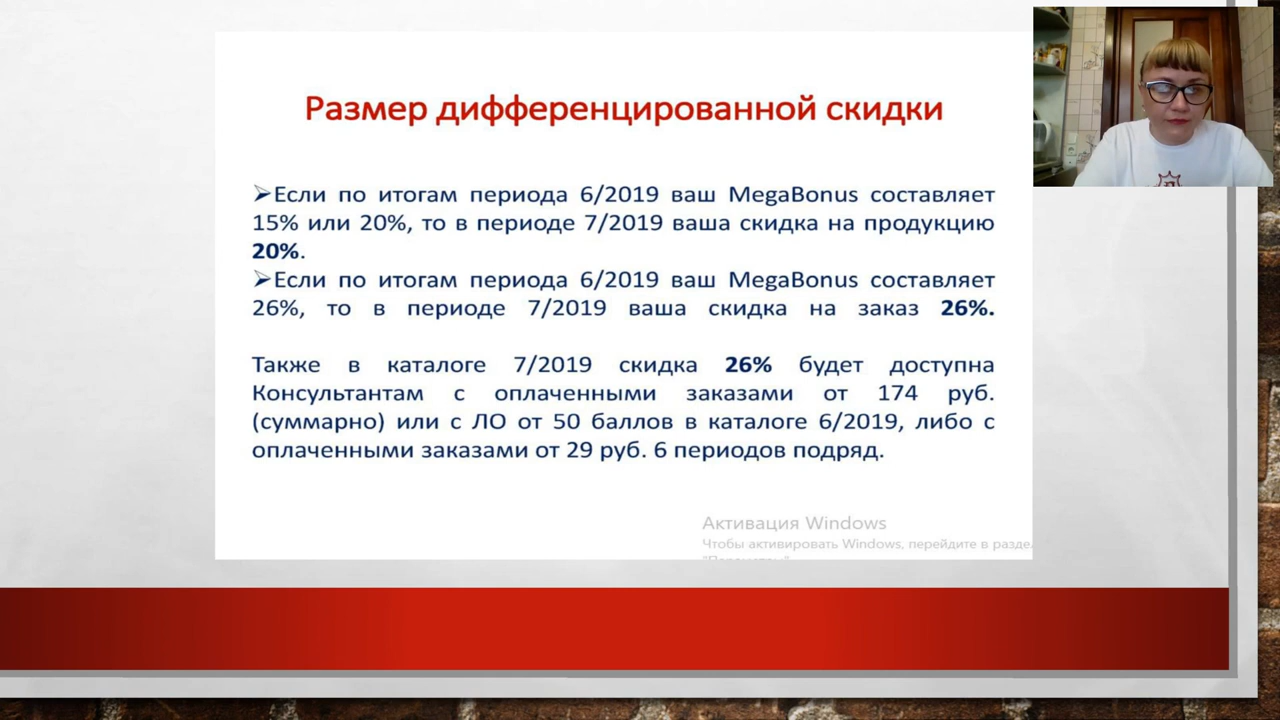 Размер дифференцированной скидки
➢Если по итогам периода 6/2019 ваш MegaBonus составляет
15% или 20%, то в периоде 7/2019 ваша скидка на продукцию
20%.
➢Если по итогам периода 6/2019 ваш MegaBonus составляет
26%, то в периоде 7/2019 ваша скидка на заказ 26%.
Также в каталоге 7/2019 скидка 26% будет доступна
Консультантам с оплаченными заказами от 174 руб.
(суммарно) или с ЛО от 50 баллов в каталоге 6/2019, либо с
оплаченными заказами от 29 руб. 6 периодов подряд.
Активация Windows
Чтобы активировать Windows, перейдите в